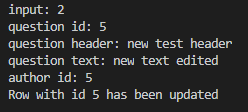 input: 2
question id: 5
question header: new test header
question text: new text edited
author id: 5
Row with id 5 has been updated